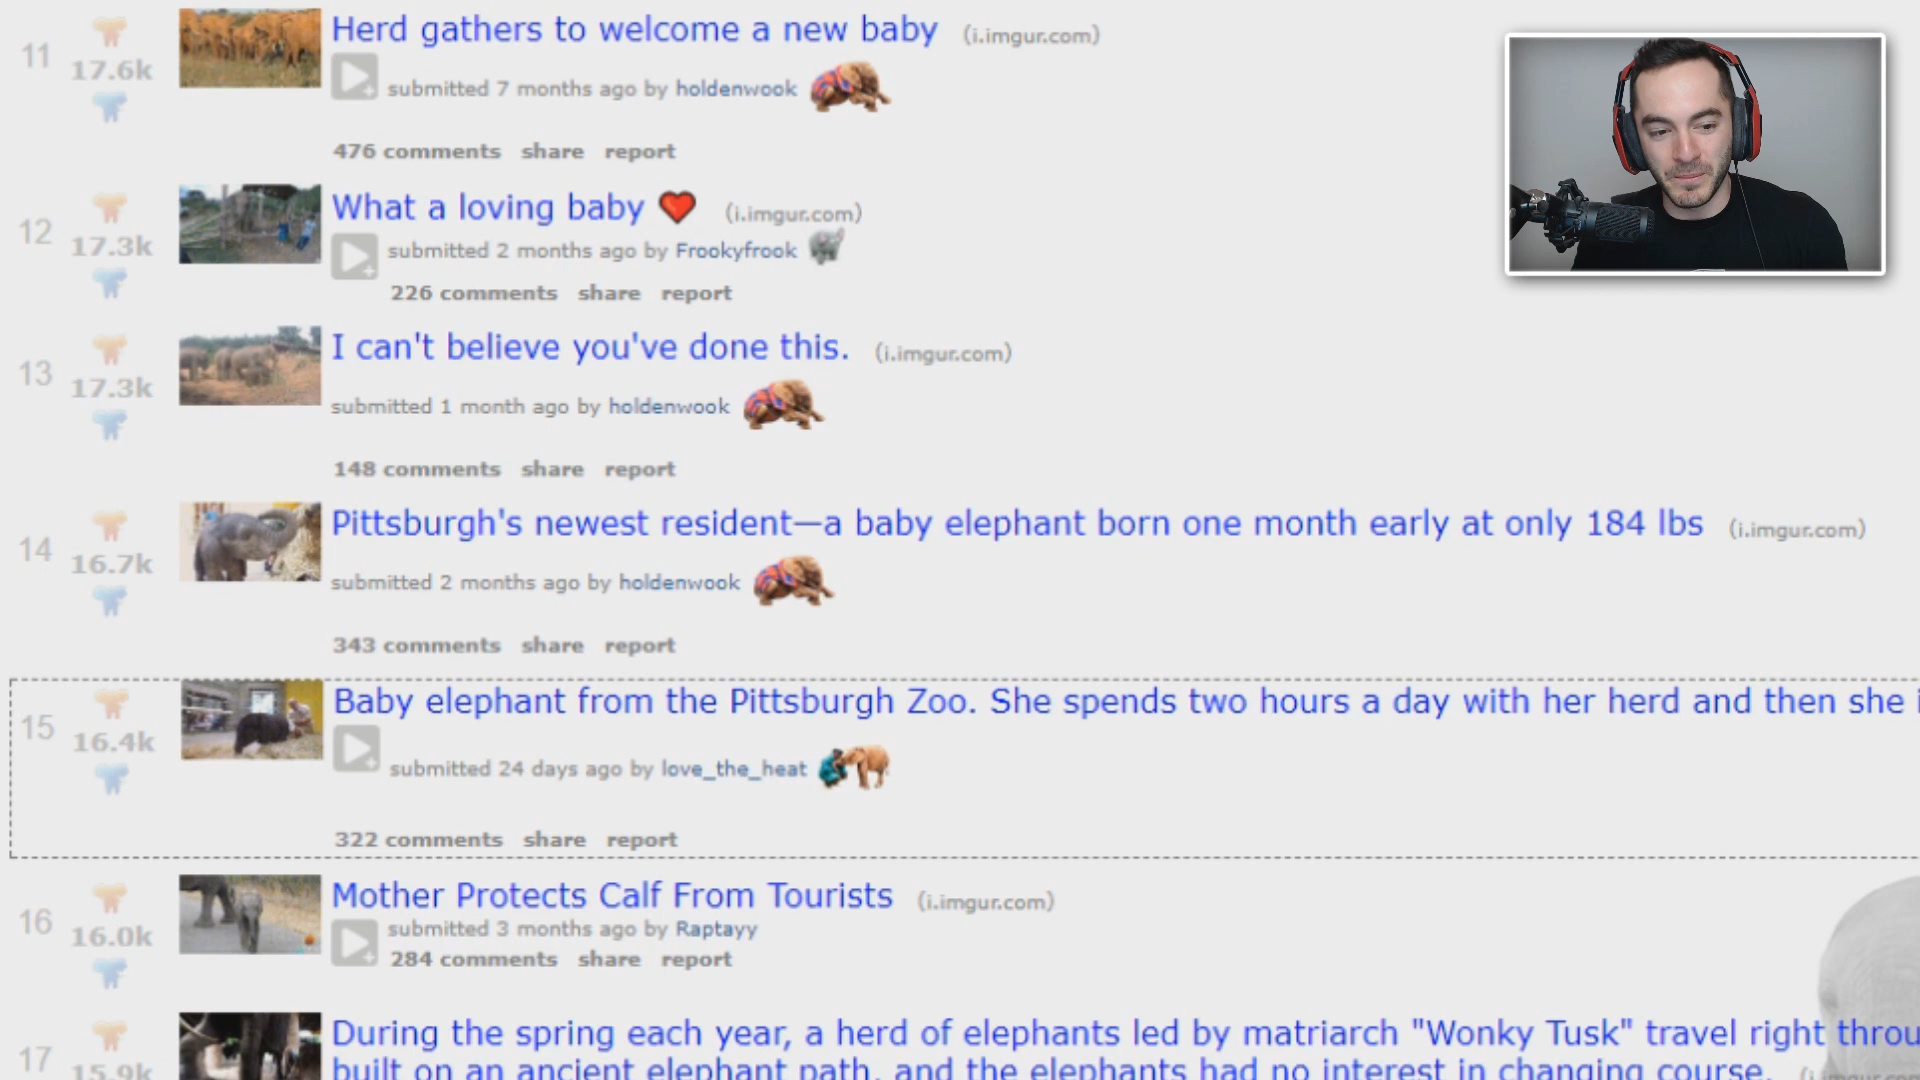 11
17.6k
Herd gathers to welcome a new baby (i.imgur.com)
submitted 7 months ago by holdenwook
476 comments share report
12
17.3k
What a loving baby ❤ (i.imgur.com)
submitted 2 months ago by Frookyfrook
226 comments share report
13
17.3k
I can't believe you've done this. (i.imgur.com)
submitted 1 month ago by holdenwook
148 comments share report
14
16.7k
Pittsburgh's newest resident—a baby elephant born one month early at only 184 lbs (i.imgur.com)
submitted 2 months ago by holdenwook
343 comments share report
15
16.4k
Baby elephant from the Pittsburgh Zoo. She spends two hours a day with her herd and then she
submitted 24 days ago by love_the_heat
322 comments share report
16
16.0k
Mother Protects Calf From Tourists (i.imgur.com)
submitted 3 months ago by Raptayy
284 comments share report
17
15.9k
During the spring each year, a herd of elephants led by matriarch "Wonky Tusk" travel right
built on an ancient elephant path, and the elephants had no interest in changing course.